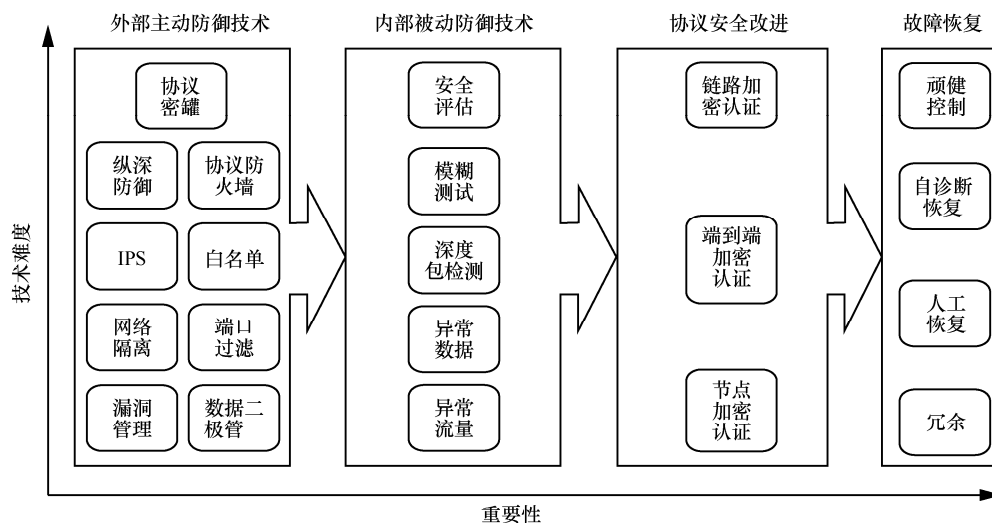 外部主动防御技术
内部被动防御技术
协议安全改进
故障恢复
协议
密罐
纵深
防御
协议防
火墙
IPS
白名单
网络
隔离
端口
过滤
漏洞
管理
数据二
极管
安全
评估
模糊
测试
深度
包检测
异常
数据
异常
流量
链路加
密认证
端到端
加密
认证
节点
加密
认证
顽健
控制
自诊断
恢复
人工
恢复
冗余
技术难度
重要性